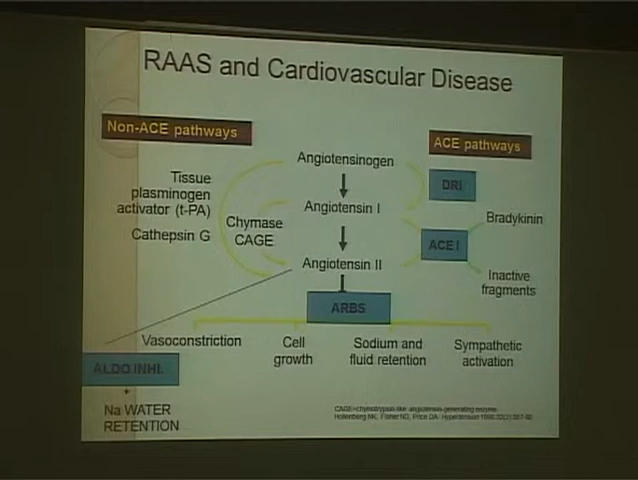 RAAS and Cardiovascular Disease
Non-ACE pathways
ACE pathways
Angiotensinogen
DRI
Tissue
plasminogen
activator (t-PA)
Cathepsin G
Chymase
CAGE
Angiotensin I
Bradykinin
ACE I
Angiotensin II
Inactive
fragments
ARBS
Vasoconstriction
Cell
growth
Sodium and
fluid retention
Sympathetic
activation
ALDO INHI.
Na WATER
RETENTION
CAGE=chymotrypsin-like angiotensin-generating enzyme.
Hollenberg NK, Fisher ND, Price DA. Hypertension 1998;32(3):387-92